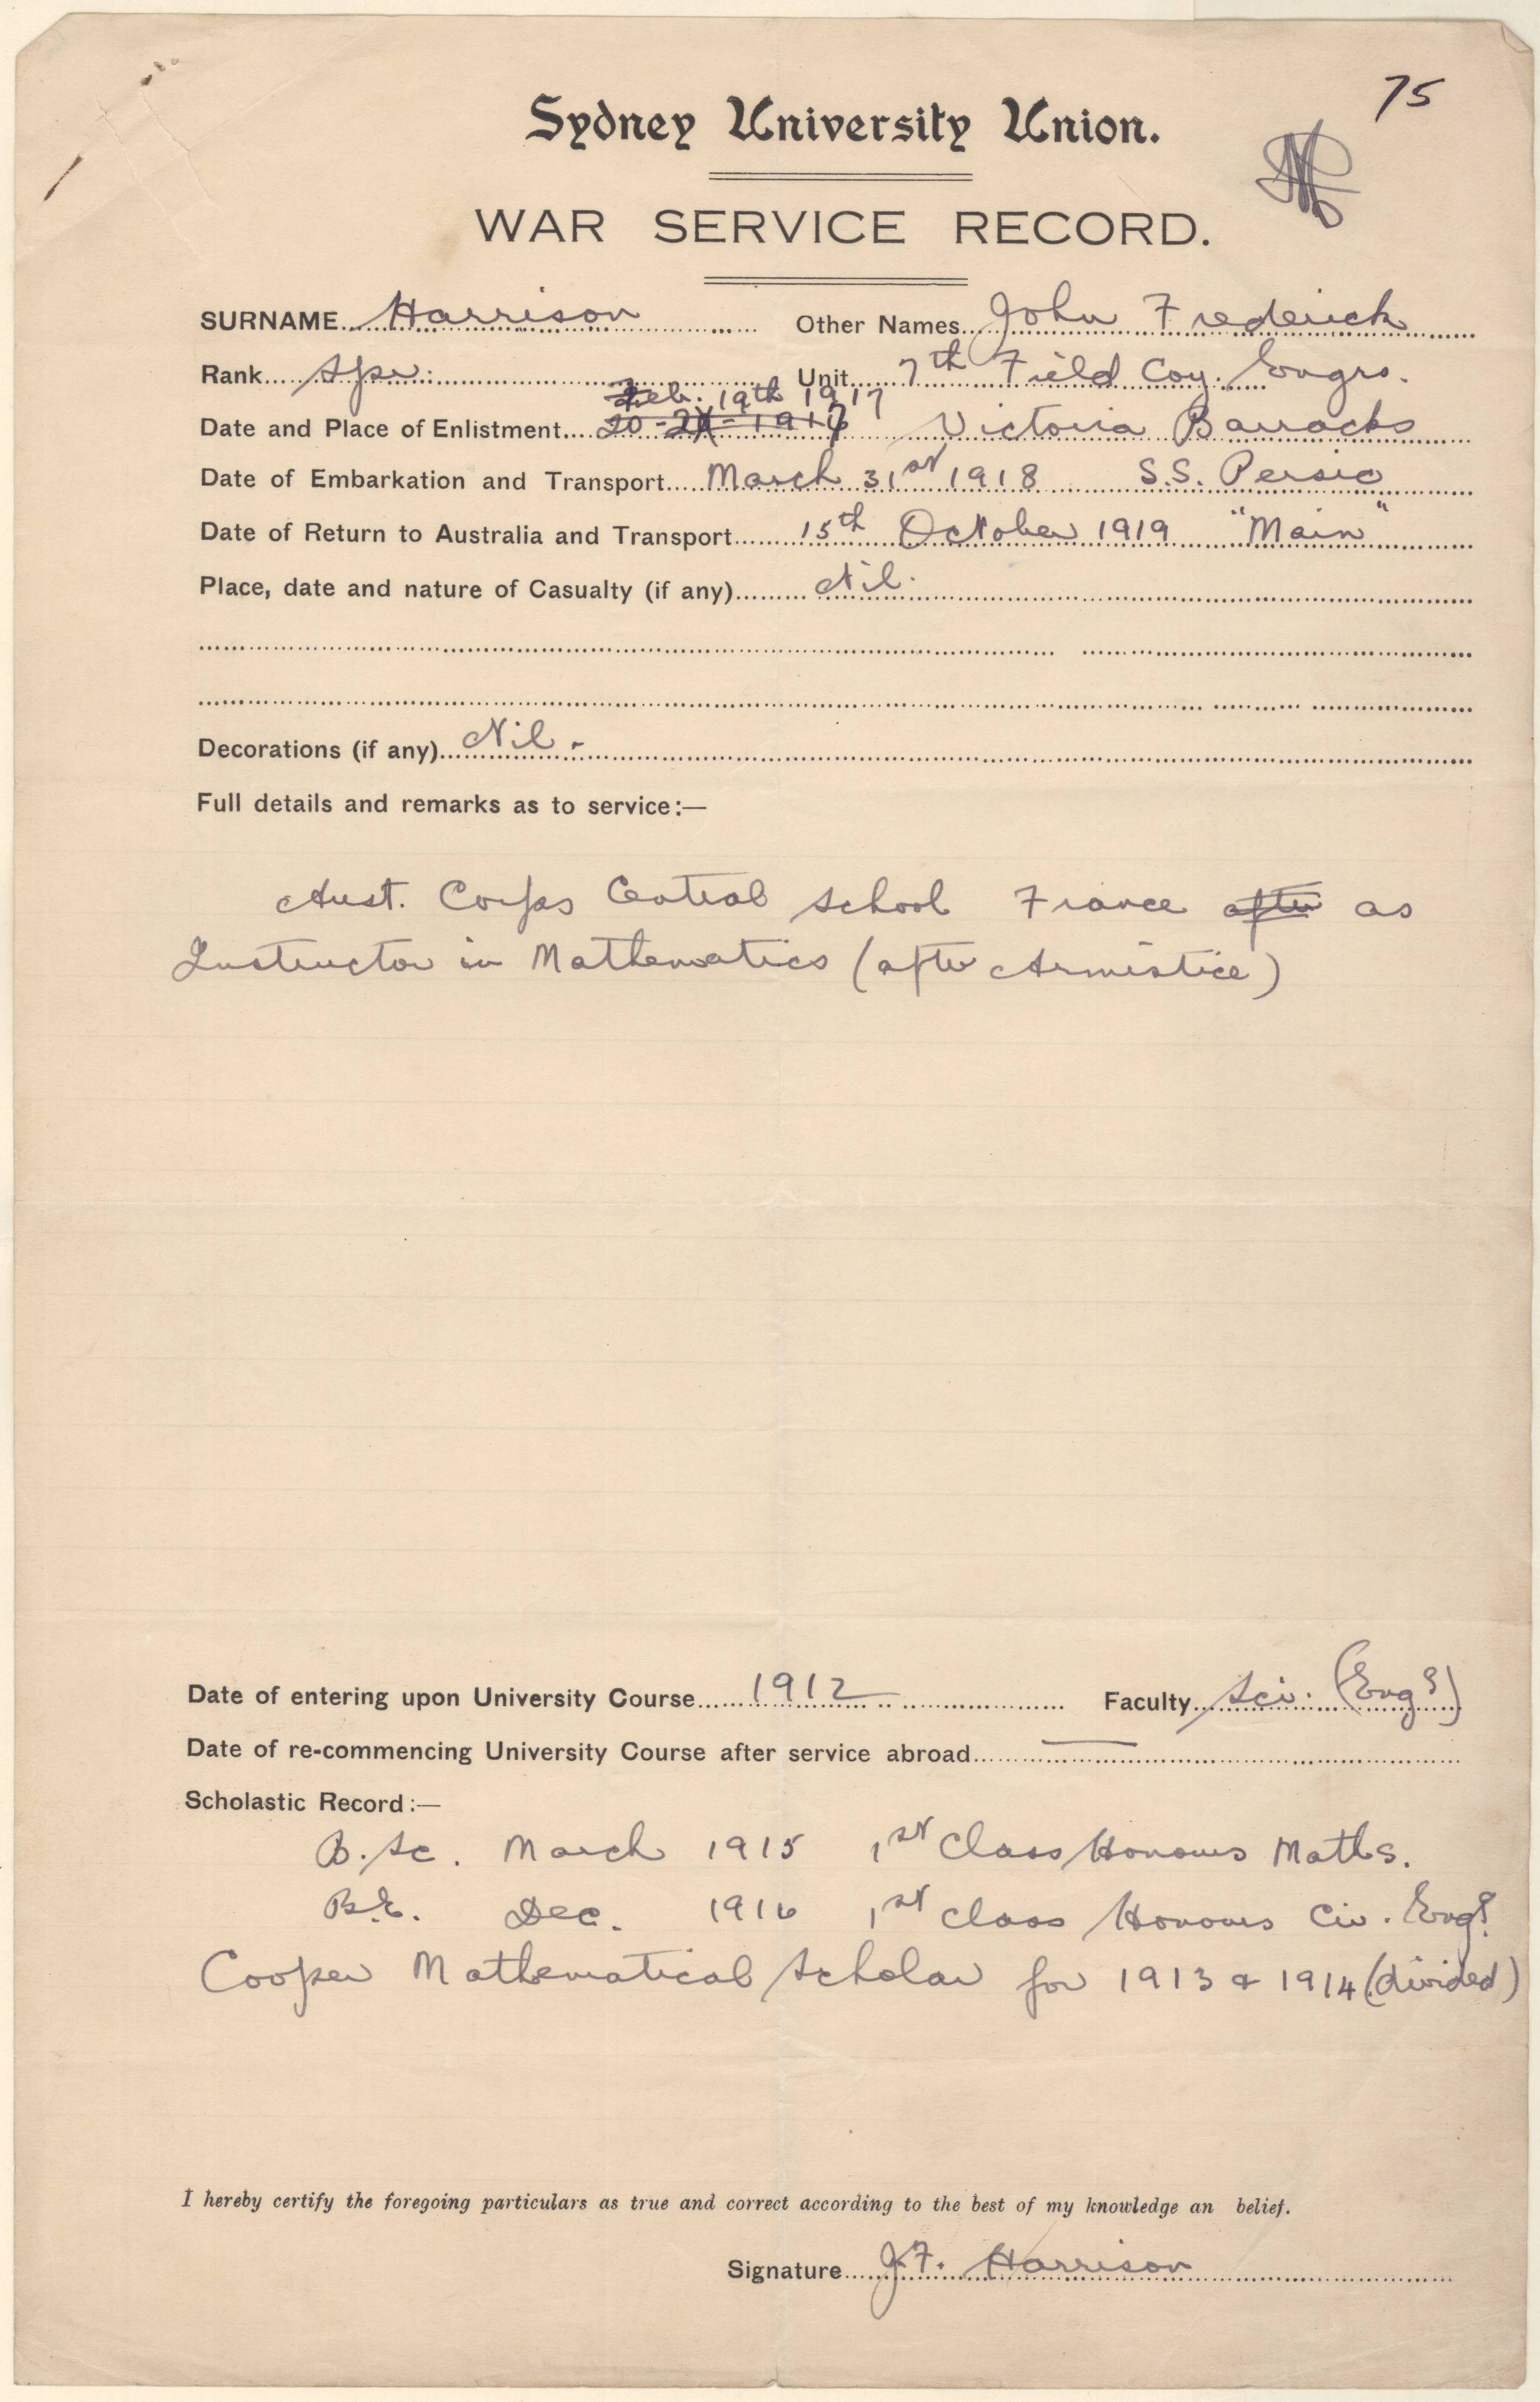 75
Sydney University Union.
WAR SERVICE RECORD.
SURNAME Harrison Other Names John Frederick
Rank Spr. Unit 7th Field Coy. Engrs.
Feb. 19th 1917
Date and Place of Enlistment Victoria Barracks
Date of Embarkation and Transport March 31st 1918 S.S. Persic
Date of Return to Australia and Transport 15th October 1919 "Main"
Place, date and nature of Casualty (if any) Nil.
Decorations (if any) Nil.
Full details and remarks as to service:—
Aust. Corps Central School France after as
Instructor in Mathematics (after Armistice)
Date of entering upon University Course 1912 Faculty Sci. (Eng.g)
Date of re-commencing University Course after service abroad —
Scholastic Record:—
B.Sc. March 1915 1st Class Honours Maths.
B.E. Dec. 1916 1st Class Honours Civ. Eng.g
Cooper Mathematical Scholar for 1913 & 1914 (divided)
I hereby certify the foregoing particulars as true and correct according to the best of my knowledge an belief.
Signature J.F. Harrison